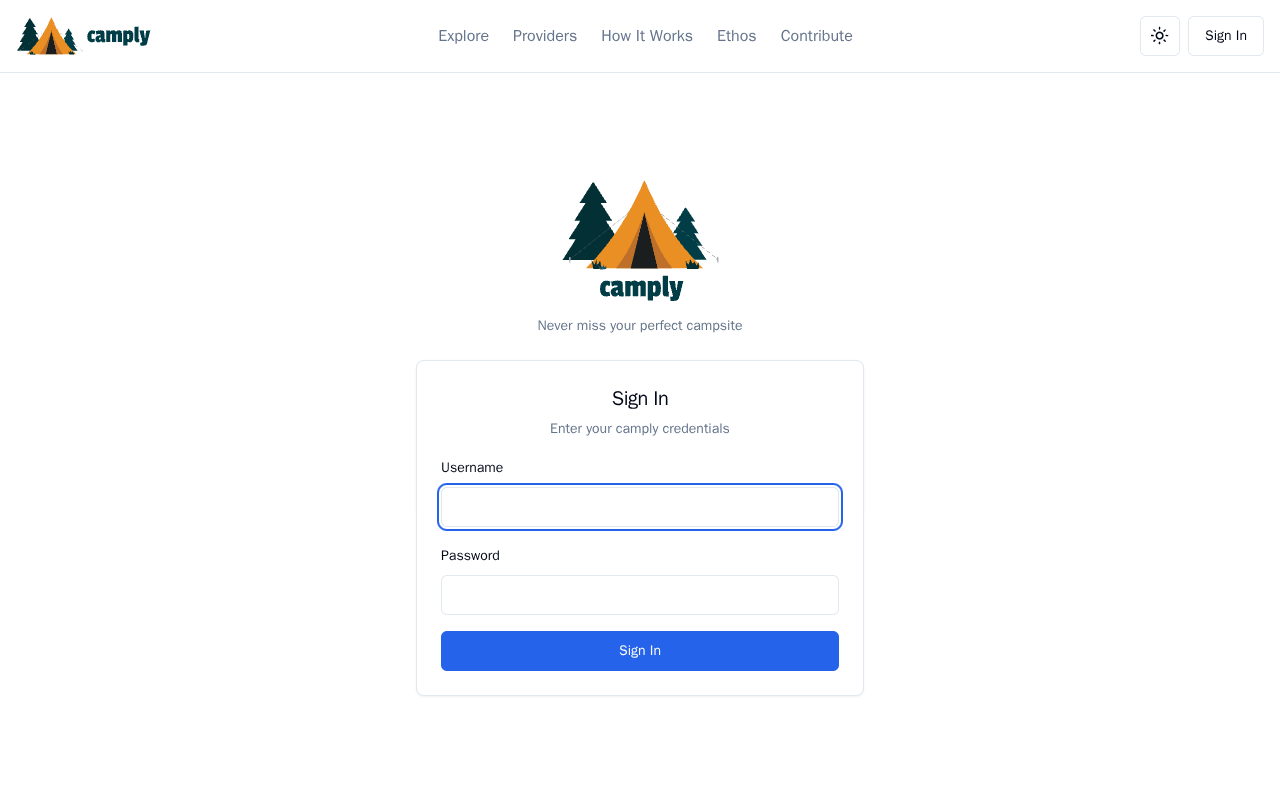 camply
Explore
Providers
How It Works
Ethos
Contribute
Sign In
camply
Never miss your perfect campsite
Sign In
Enter your camply credentials
Username
Password
Sign In